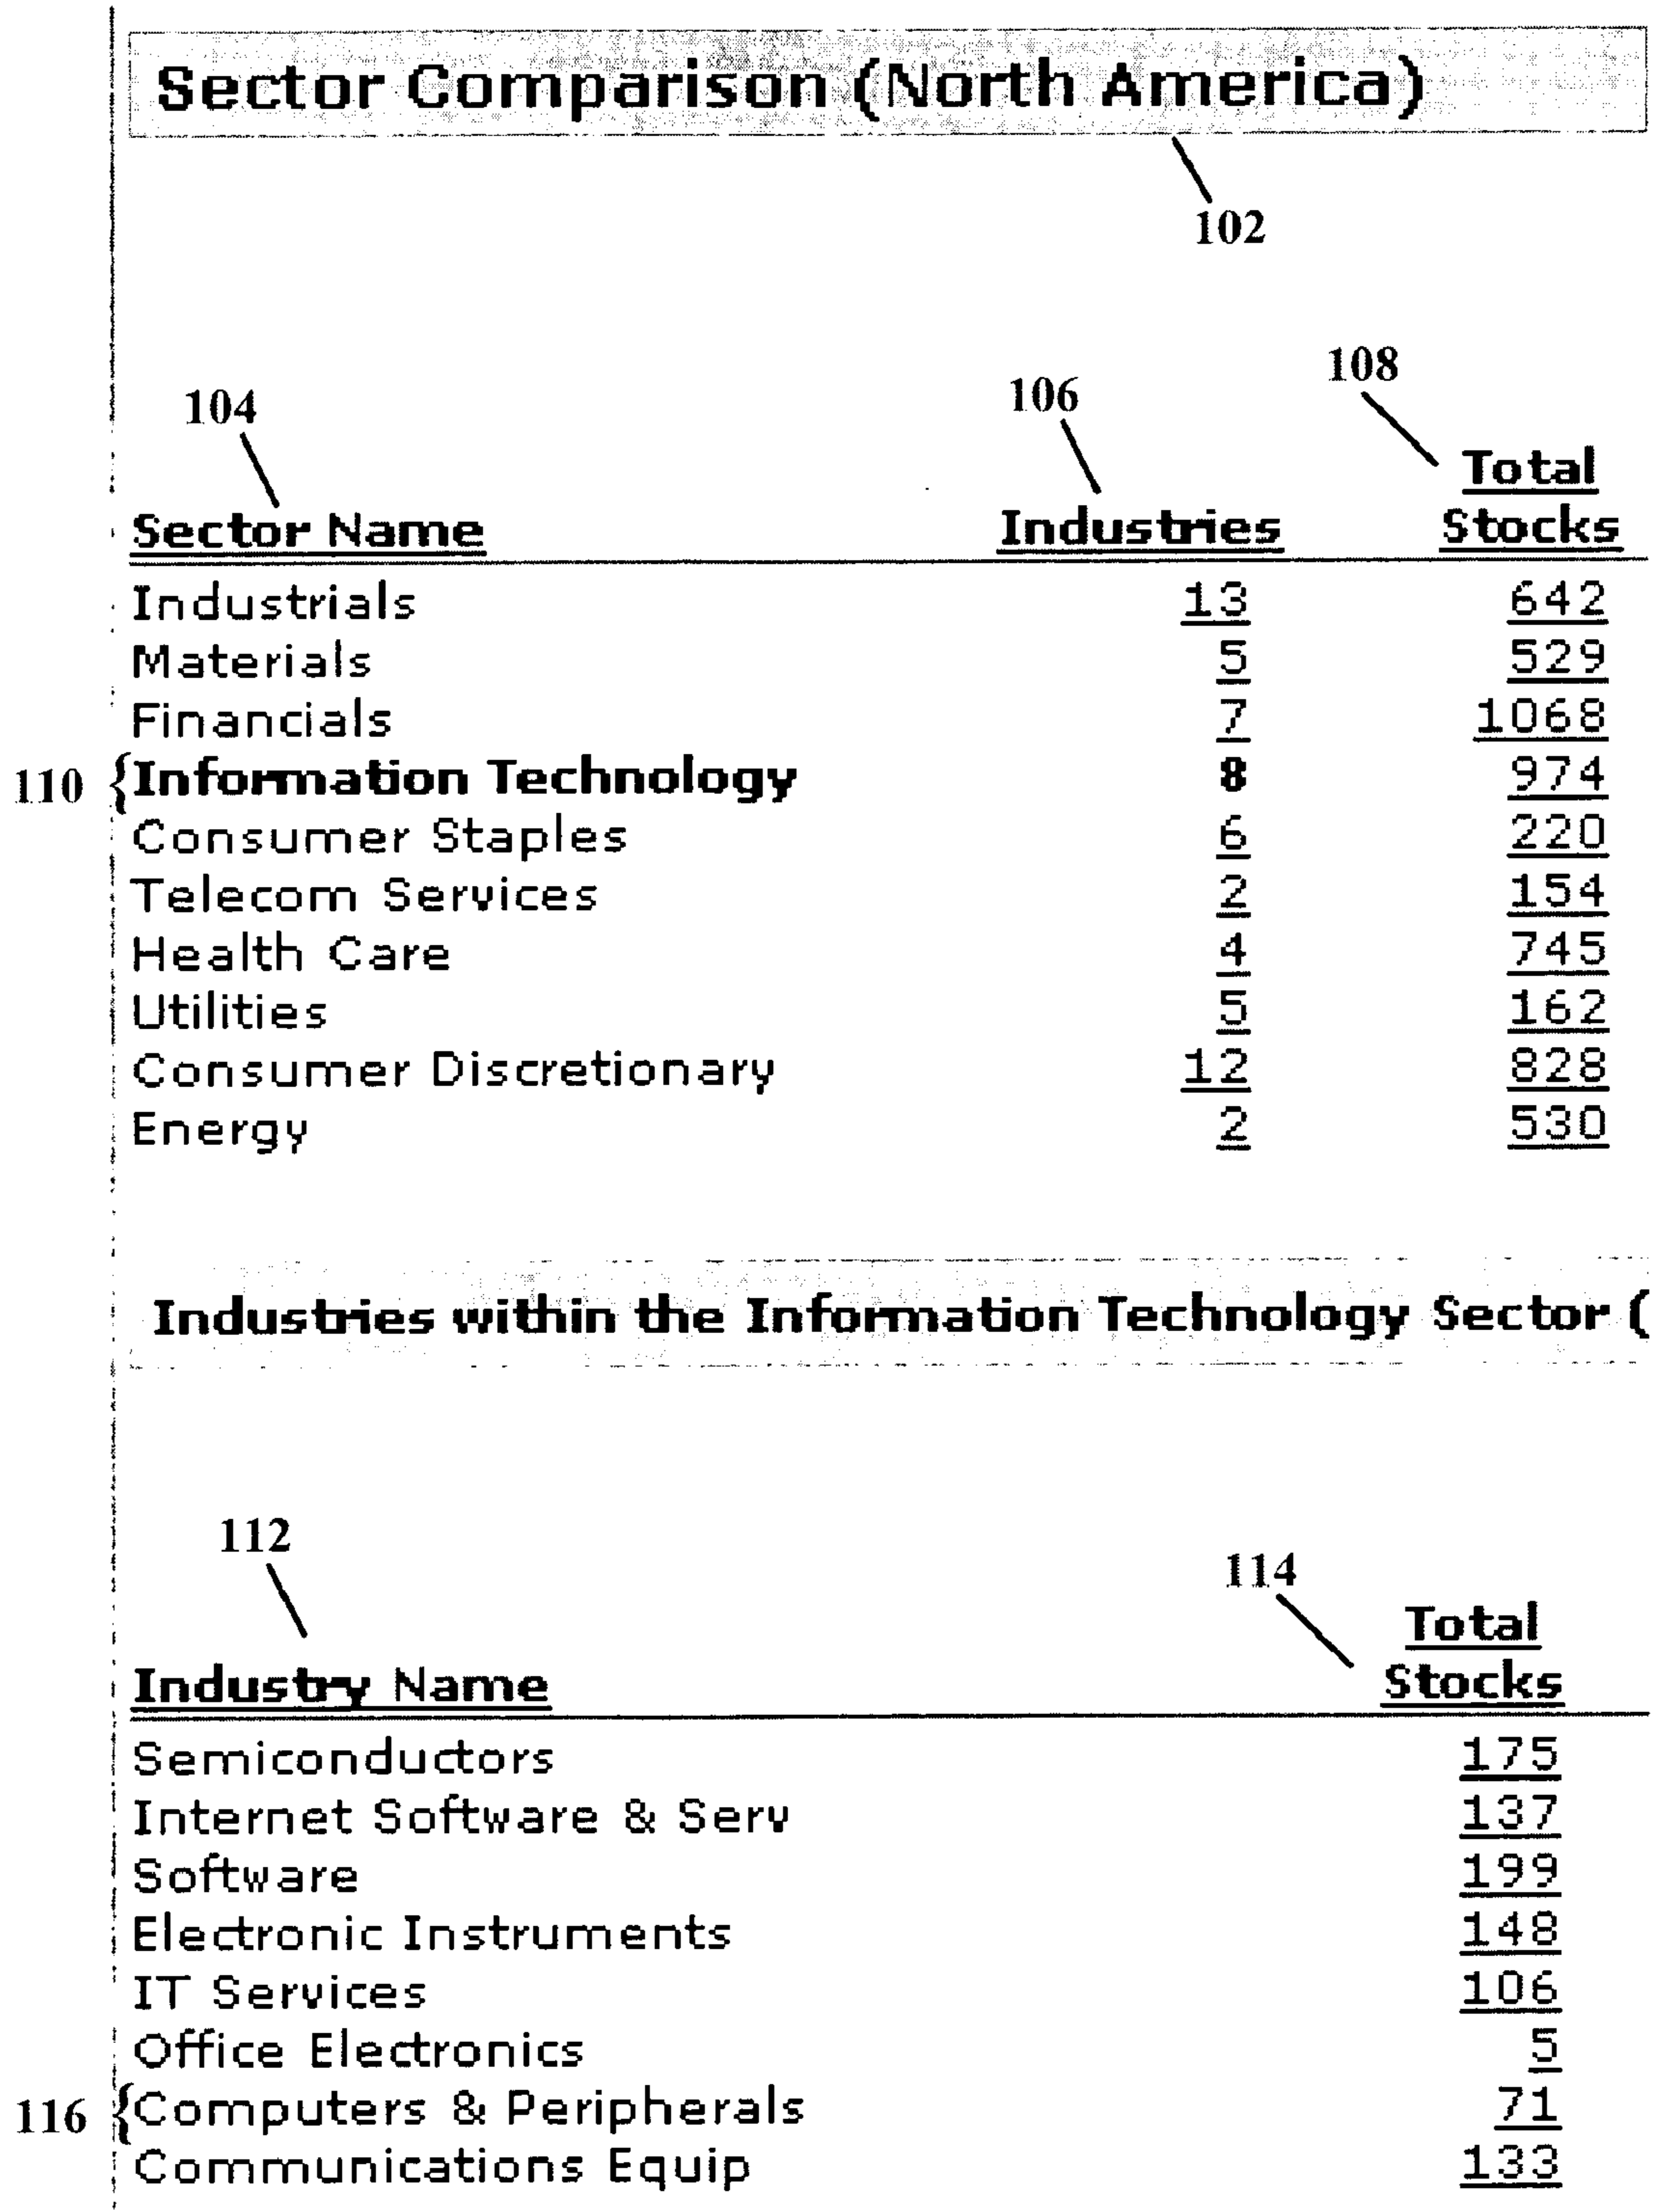 Sector Comparison (North America)
102
104 106 108
Total
Sector Name Industries Stocks
Industrials 13 642
Materials 5 529
Financials 7 1068
110 {Information Technology 8 974
Consumer Staples 6 220
Telecom Services 2 154
Health Care 4 745
Utilities 5 162
Consumer Discretionary 12 828
Energy 2 530
Industries within the Information Technology Sector (
112 114
Total
Industry Name Stocks
Semiconductors 175
Internet Software & Serv 137
Software 199
Electronic Instruments 148
IT Services 106
Office Electronics 5
116 {Computers & Peripherals 71
Communications Equip 133